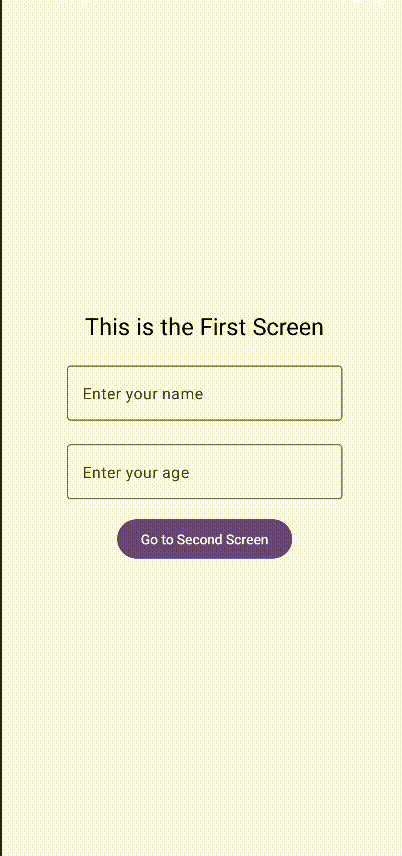 This is the First Screen
Enter your name
Enter your age
Go to Second Screen